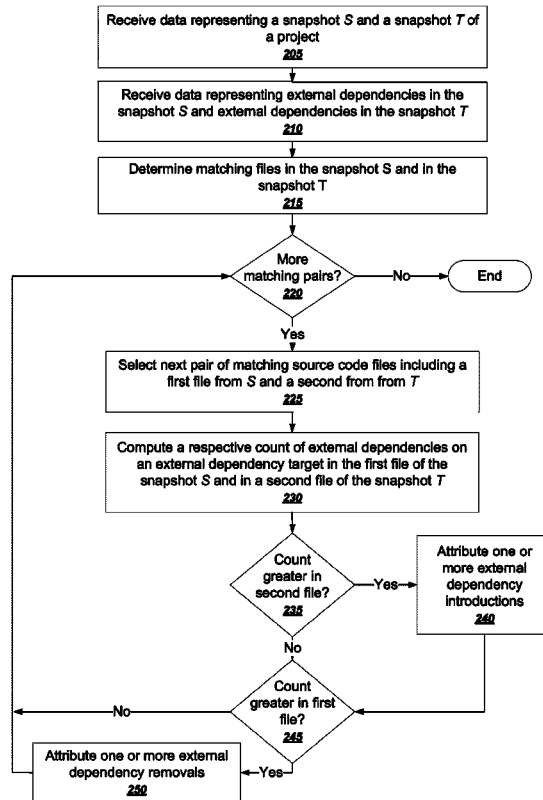 Receive data representing a snapshot S and a snapshot T of
a project
205
Receive data representing external dependencies in the
snapshot S and external dependencies in the snapshot T
210
Determine matching files in the snapshot S and in the
snapshot T
215
More
matching pairs?
220
No
End
Yes
Select next pair of matching source code files including a
first file from S and a second from from T
225
Compute a respective count of external dependencies on
an external dependency target in the first file of the
snapshot S and in a second file of the snapshot T
230
Count
greater in
second file?
235
Yes
Attribute one or more external
dependency
introductions
240
No
Count
greater in first
file?
245
No
Yes
Attribute one or more external
dependency removals
250